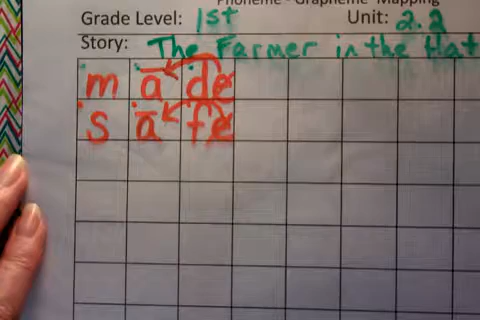 Phoneme - Grapheme Mapping
Grade Level: 1st Unit: 2.2
Story: The Farmer in the Hat
m ā de
s ā fe